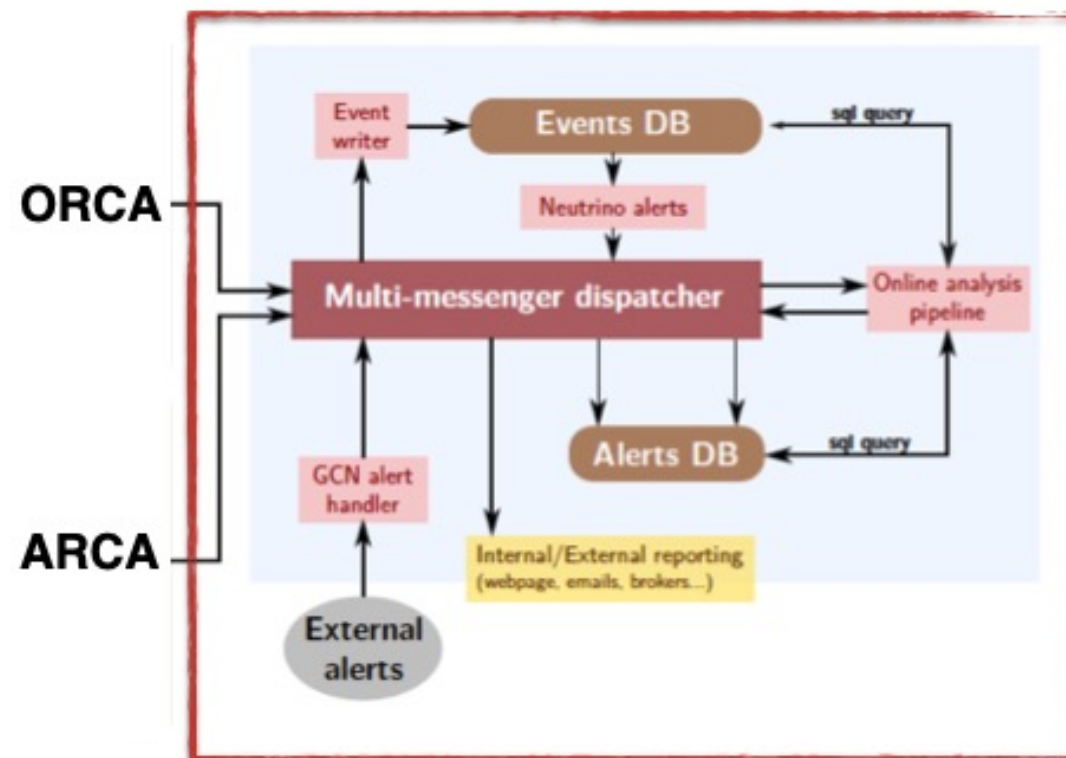 Event
writer
Events DB
sql query
ORCA
Neutrino alerts
Multi-messenger dispatcher
Online analysis
pipeline
Alerts DB
sql query
GCN alert
handler
ARCA
Internal/External reporting
(webpage, emails, brokers...)
External
alerts